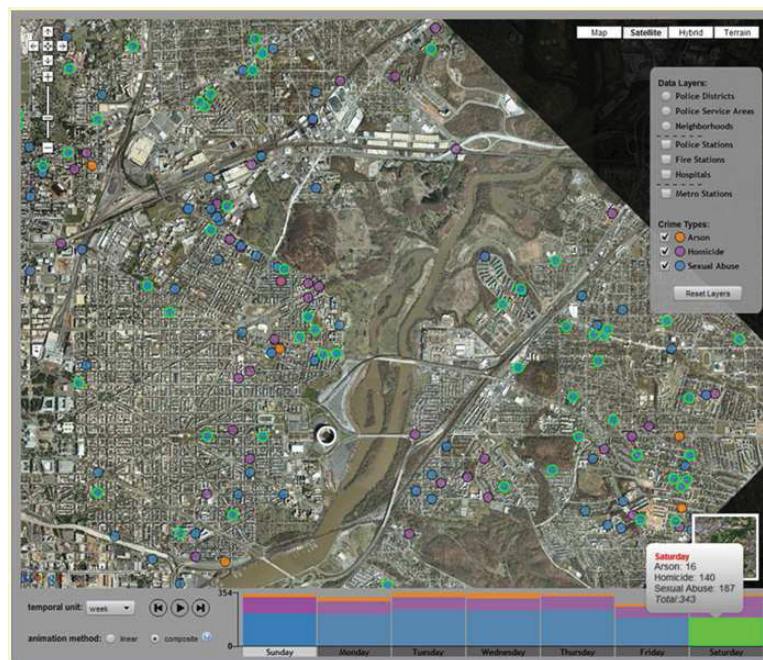 Map Satellite Hybrid Terrain
Data Layers:
Police Districts
Police Service Areas
Neighborhoods
Police Stations
Fire Stations
Hospitals
Metro Stations
Crime Types:
Arson
Homicide
Sexual Abuse
Reset Layers
Saturday
Arson: 16
Homicide: 140
Sexual Abuse: 187
Total:343
temporal unit: week
animation method: linear composite
354
0
Sunday Monday Tuesday Wednesday Thursday Friday Saturday